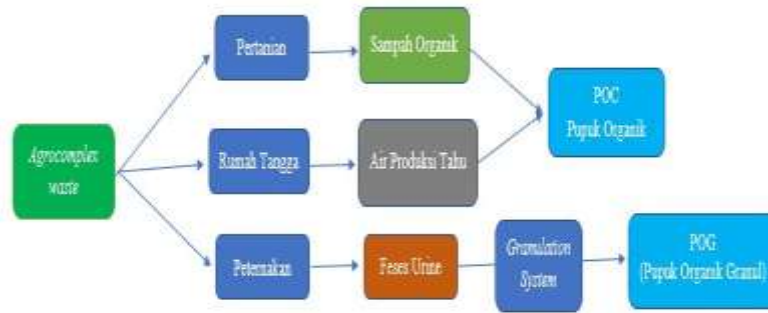 Pertanian
Sampah Organik
POC
Pupuk Organik
Agrocomplex
waste
Rumah Tangga
Air Produksi Tahu
Peternakan
Feses Urine
Granulation
System
POG
(Pupuk Organik Granul)